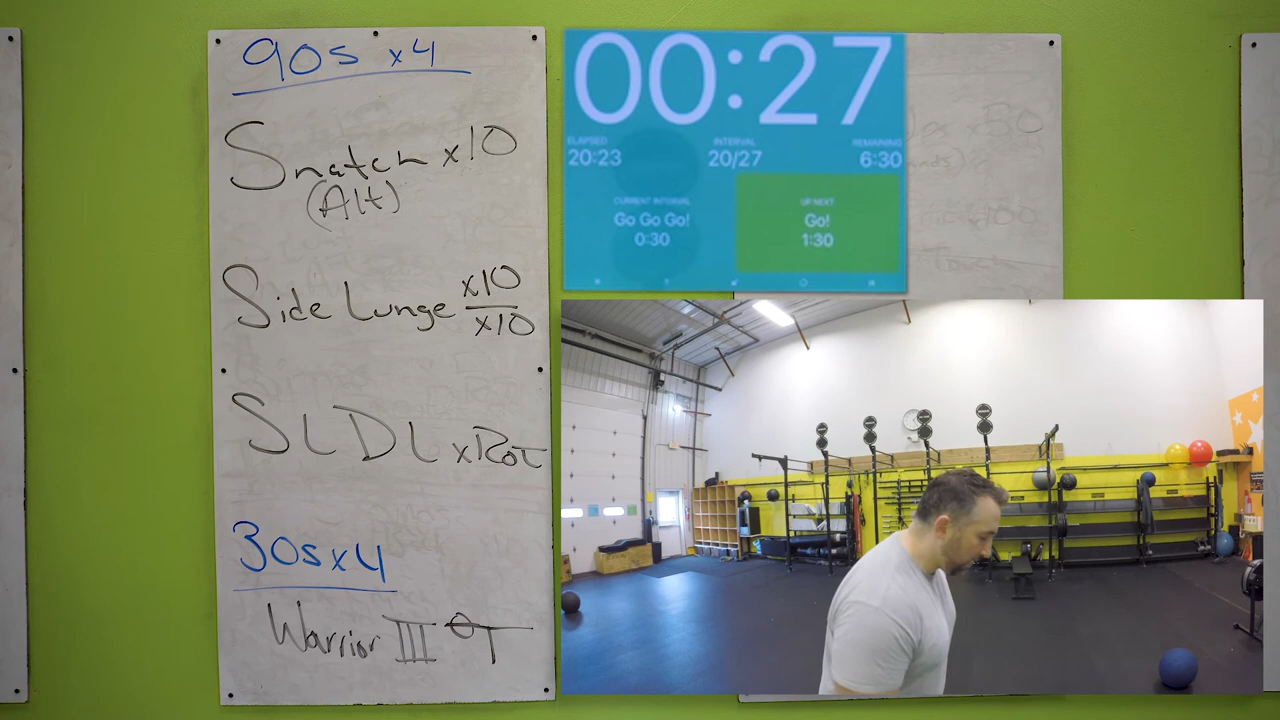 90s x4
Snatch x10
(Alt)
Side Lunge x10
x10
SLDL xRot
30s x4
Warrior III
00:27
ELAPSED INTERVAL REMAINING
20:23 20/27 6:30
CURRENT INTERVAL UP NEXT
Go Go Go! Go!
0:30 1:30